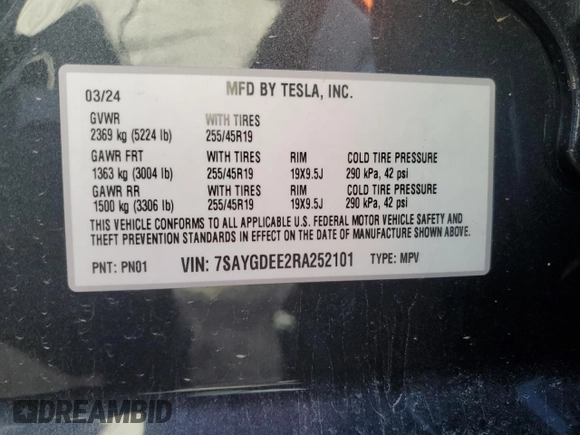 03/24 MFD BY TESLA, INC.
GVWR WITH TIRES
2369 kg (5224 lb) 255/45R19
GAWR FRT WITH TIRES RIM COLD TIRE PRESSURE
1363 kg (3004 lb) 255/45R19 19X9.5J 290 kPa, 42 psi
GAWR RR WITH TIRES RIM COLD TIRE PRESSURE
1500 kg (3306 lb) 255/45R19 19X9.5J 290 kPa, 42 psi
THIS VEHICLE CONFORMS TO ALL APPLICABLE U.S. FEDERAL MOTOR VEHICLE SAFETY AND
THEFT PREVENTION STANDARDS IN EFFECT ON THE DATE OF MANUFACTURE SHOWN ABOVE.
PNT: PN01 VIN: 7SAYGDEE2RA252101 TYPE: MPV
DREAMBID